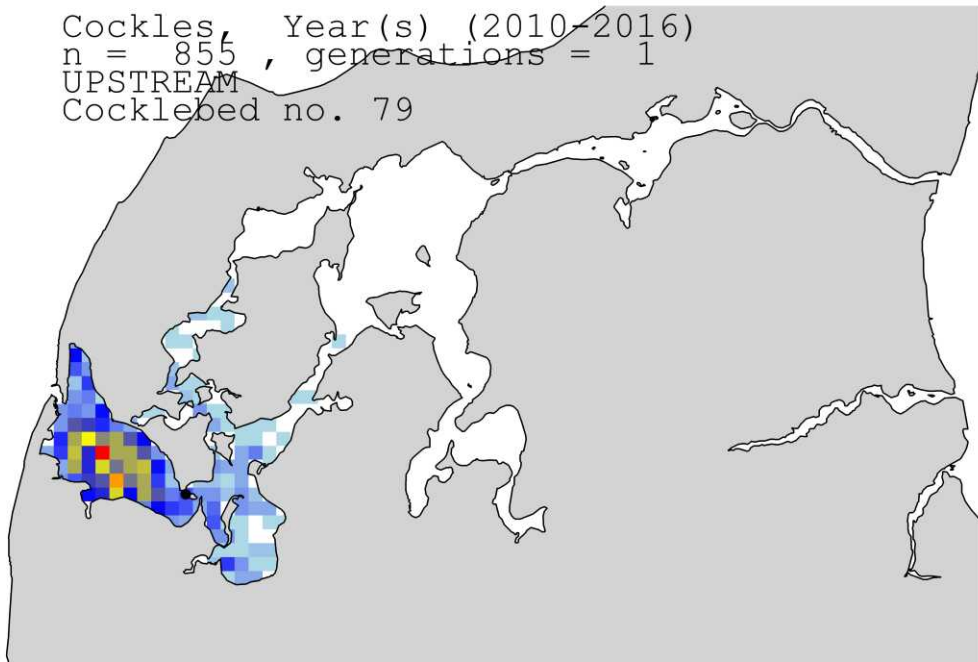 Cockles, Year(s) (2010-2016)
n = 855 , generations = 1
UPSTREAM
Cocklebed no. 79